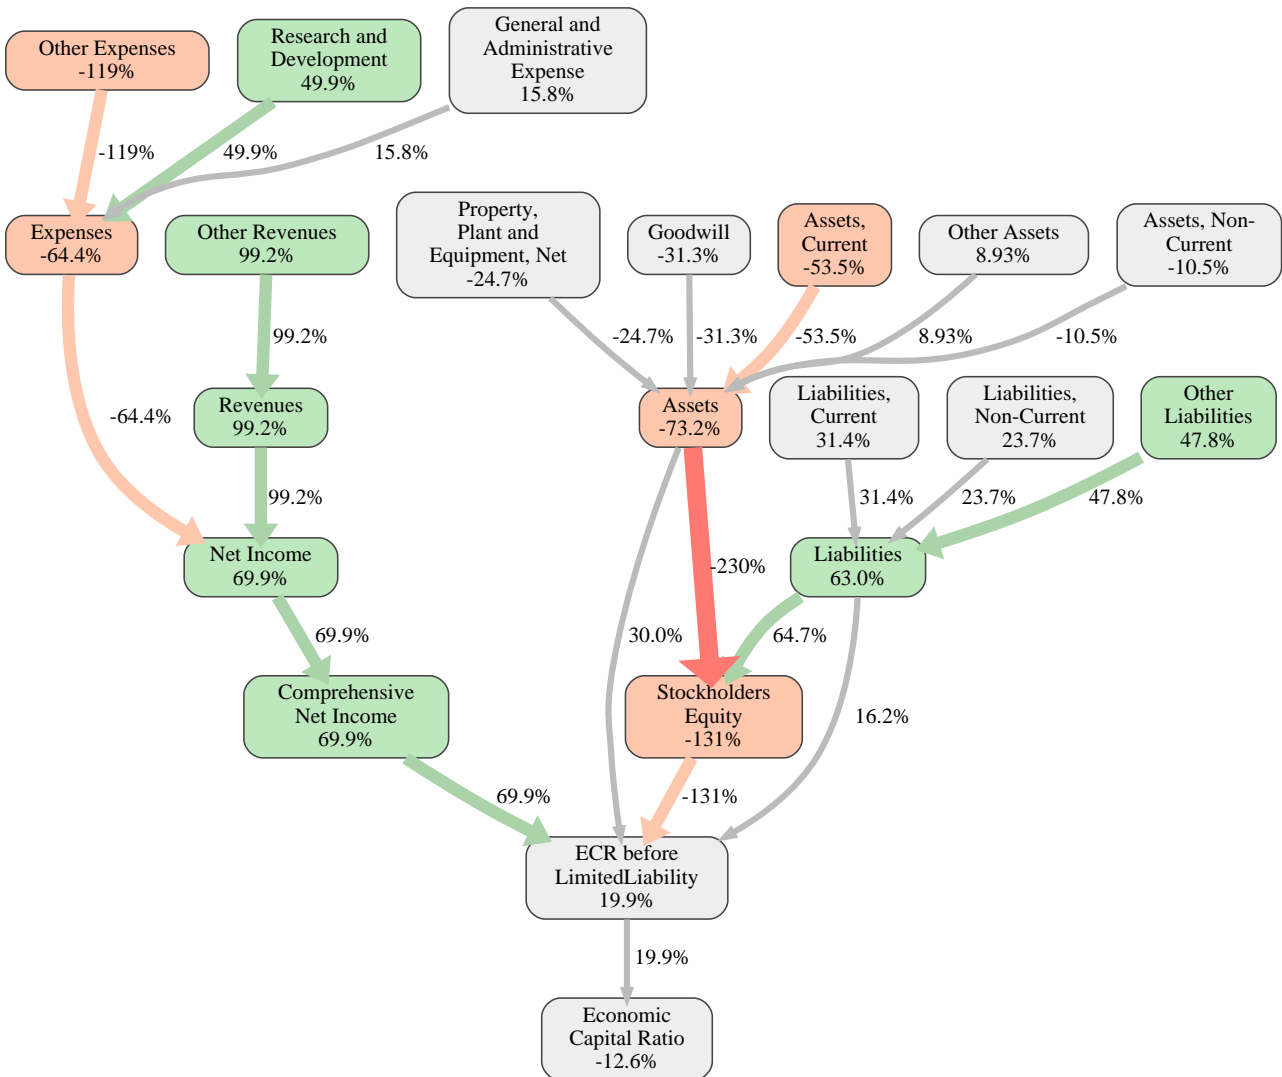 Other Expenses
-119%
Research and
Development
49.9%
General and
Administrative
Expense
15.8%
-119%
49.9%
15.8%
Expenses
-64.4%
Other Revenues
99.2%
Property,
Plant and
Equipment, Net
-24.7%
Goodwill
-31.3%
Assets,
Current
-53.5%
Other Assets
8.93%
Assets, Non-
Current
-10.5%
99.2%
-24.7%
-31.3%
-53.5%
8.93%
-10.5%
-64.4%
Revenues
99.2%
Assets
-73.2%
Liabilities,
Current
31.4%
Liabilities,
Non-Current
23.7%
Other
Liabilities
47.8%
99.2%
31.4%
23.7%
47.8%
Net Income
69.9%
-230%
Liabilities
63.0%
69.9%
30.0%
64.7%
Comprehensive
Net Income
69.9%
Stockholders
Equity
-131%
16.2%
69.9%
-131%
ECR before
LimitedLiability
19.9%
19.9%
Economic
Capital Ratio
-12.6%